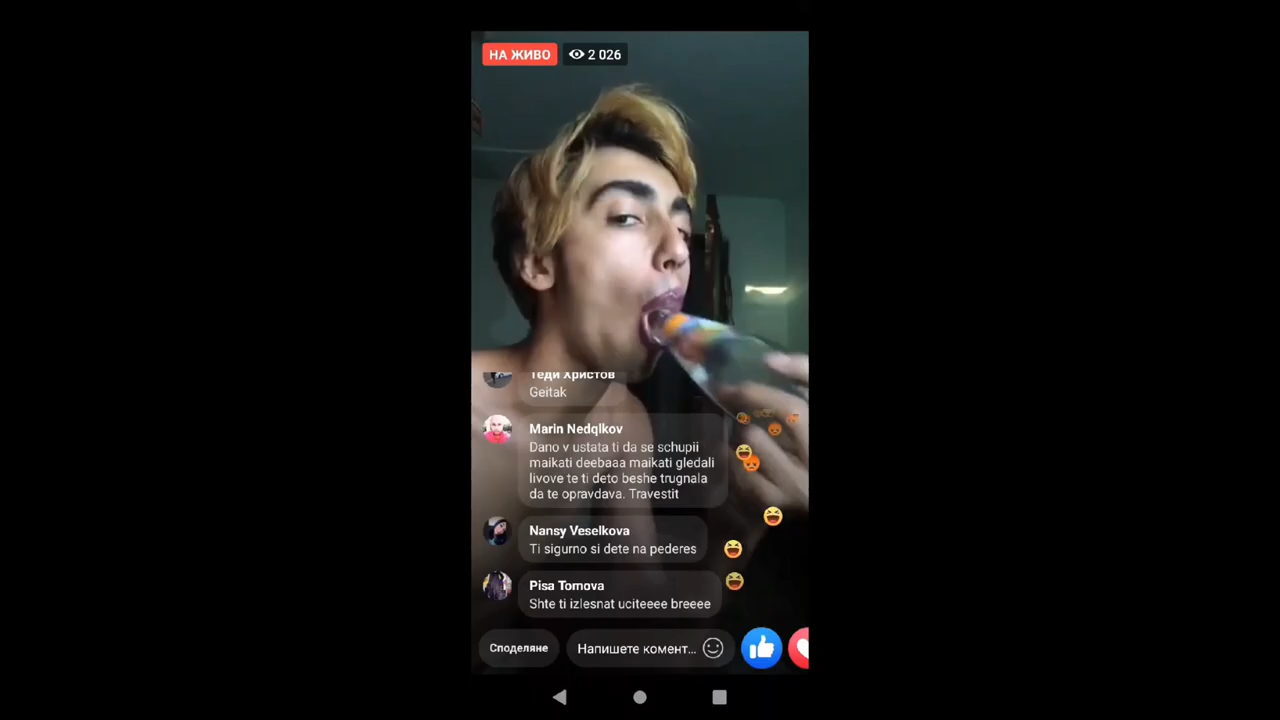 НА ЖИВО
2 026
Теди Христов
Geitak
Marin Nedqlkov
Dano v ustata ti da se schupii
maikati deebaaa maikati gledali
livove te ti deto beshe trugnala
da te opravdava. Travestit
Nansy Veselkova
Ti sigurno si dete na pederes
Pisa Tomova
Shte ti izlesnat uciteeee breeee
Споделяне
Напишете комент...